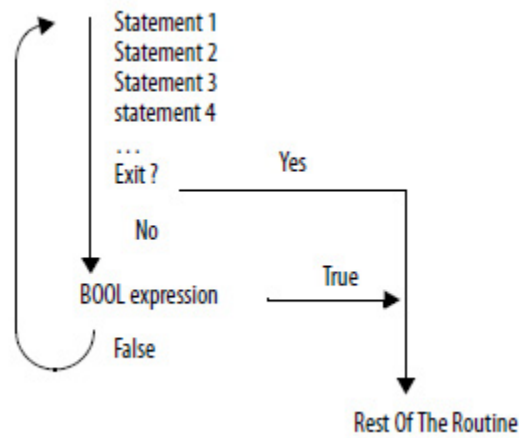 Statement 1
Statement 2
Statement 3
statement 4
...
Exit ?
Yes
No
BOOL expression
True
False
Rest Of The Routine